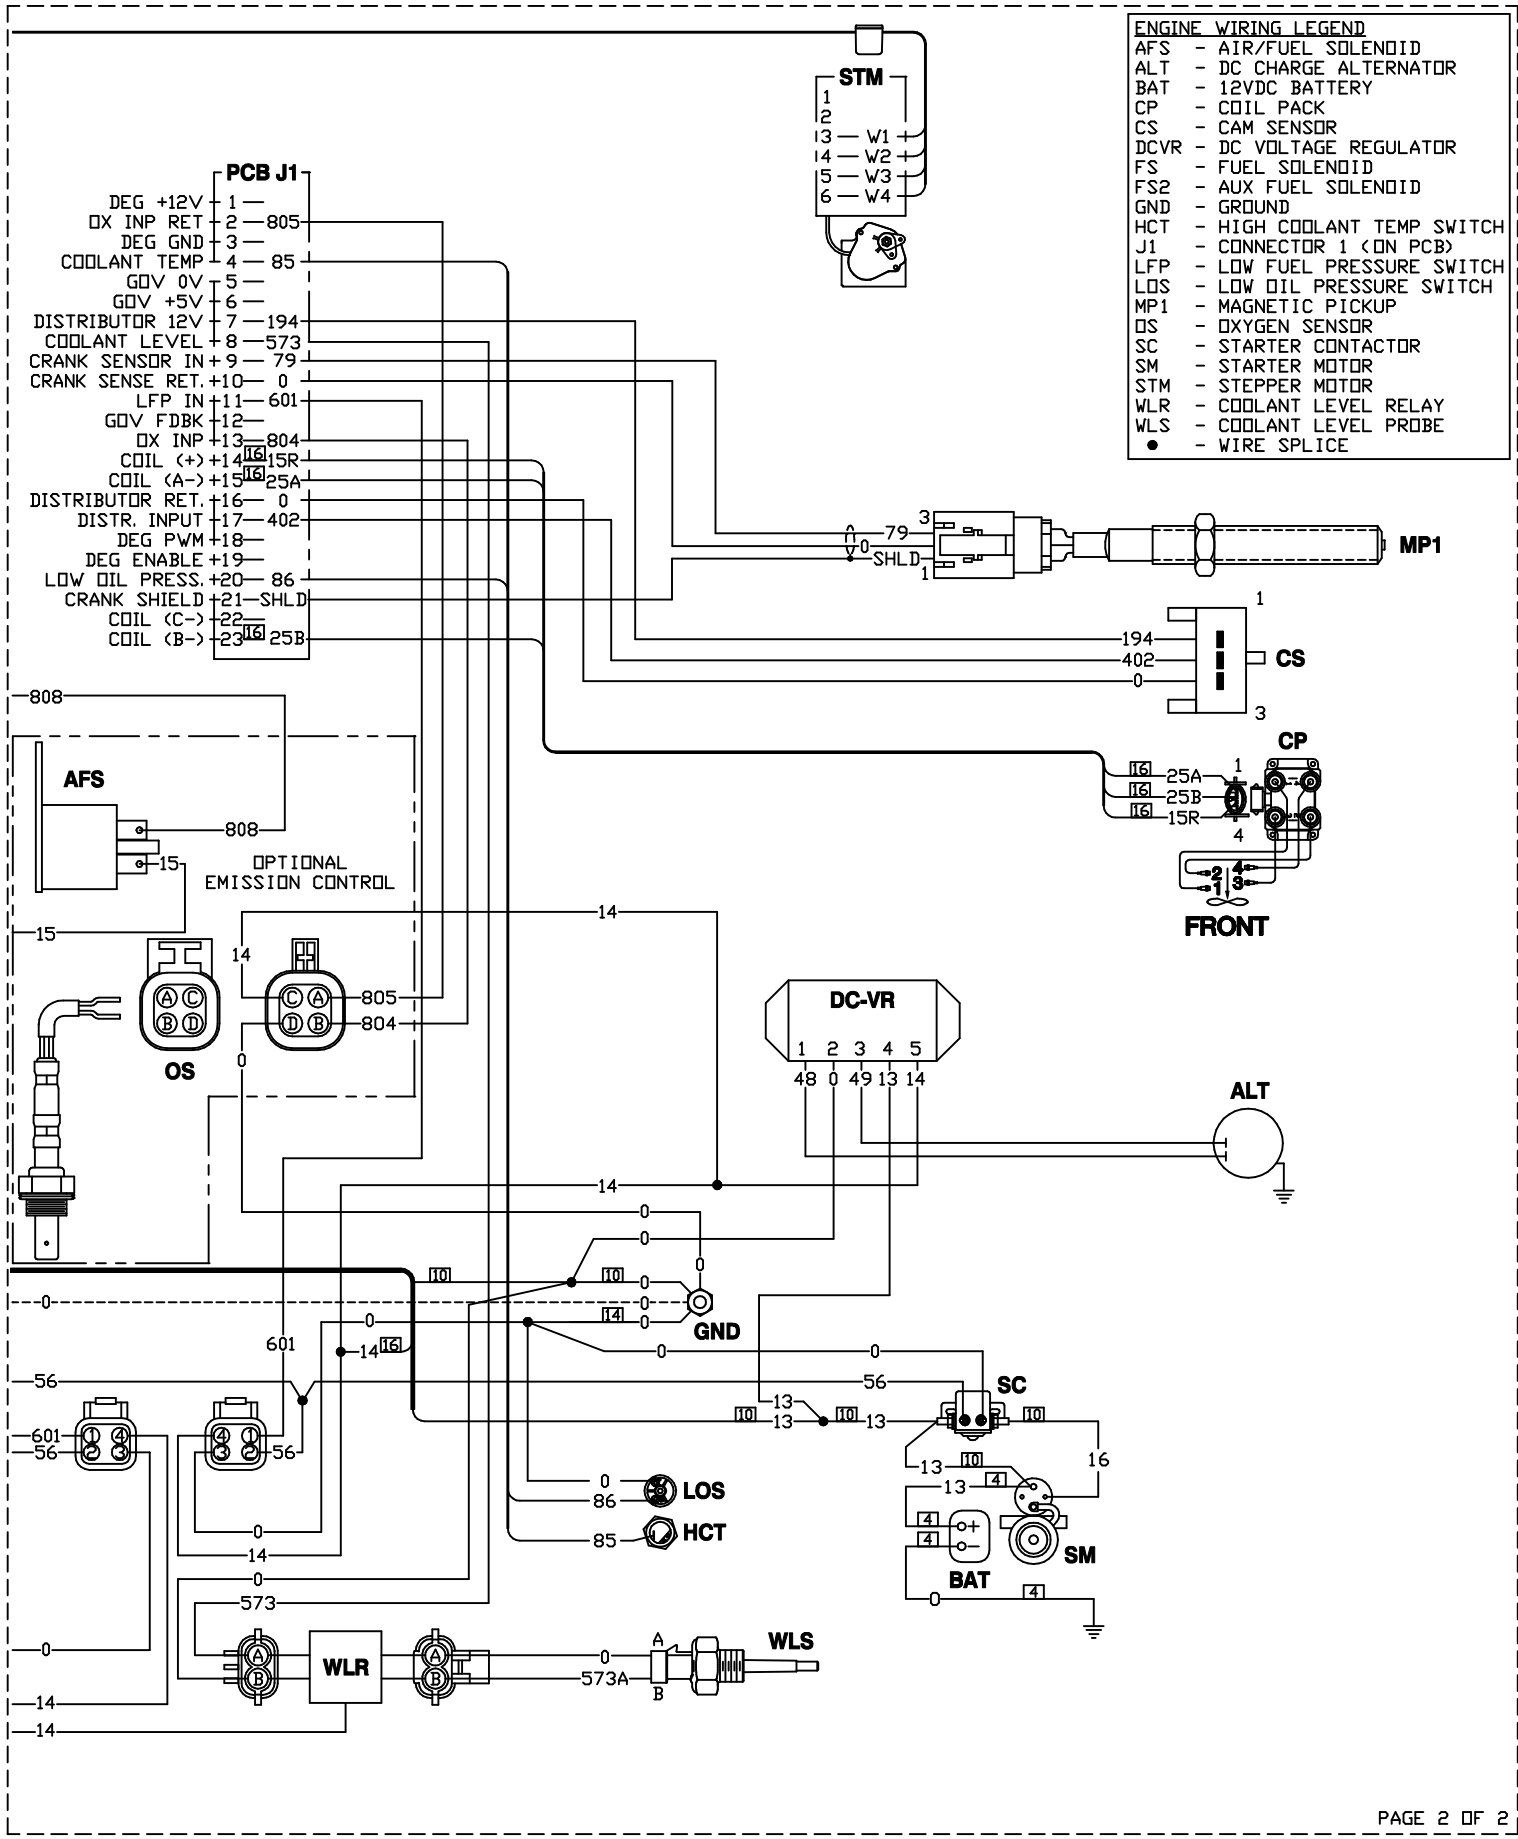 ENGINE WIRING LEGEND
AFS - AIR/FUEL SOLENOID
ALT - DC CHARGE ALTERNATOR
BAT - 12VDC BATTERY
CP - COIL PACK
CS - CAM SENSOR
DCVR - DC VOLTAGE REGULATOR
FS - FUEL SOLENOID
FS2 - AUX FUEL SOLENOID
GND - GROUND
HCT - HIGH COOLANT TEMP SWITCH
J1 - CONNECTOR 1 (ON PCB)
LFP - LOW FUEL PRESSURE SWITCH
LOS - LOW OIL PRESSURE SWITCH
MP1 - MAGNETIC PICKUP
OS - OXYGEN SENSOR
SC - STARTER CONTACTOR
SM - STARTER MOTOR
STM - STEPPER MOTOR
WLR - COOLANT LEVEL RELAY
WLS - COOLANT LEVEL PROBE
● - WIRE SPLICE
STM
1
2
3 W1
4 W2
5 W3
6 W4
PCB J1
DEG +12V 1
OX INP RET 2 805
DEG GND 3
COOLANT TEMP 4 85
GOV 0V 5
GOV +5V 6
DISTRIBUTOR 12V 7 194
COOLANT LEVEL 8 573
CRANK SENSOR IN 9 79
CRANK SENSE RET. 10 0
LFP IN 11 601
GOV FDBK 12
OX INP 13 804
COIL (+) 14 16 15R
COIL (A-) 15 16 25A
DISTRIBUTOR RET. 16 0
DISTR. INPUT 17 402
DEG PWM 18
DEG ENABLE 19
LOW OIL PRESS. 20 86
CRANK SHIELD 21 SHLD
COIL (C-) 22
COIL (B-) 23 16 25B
3
79
0
SHLD
1
MP1
1
194
402
0
3
CS
CP
16 25A 1
16 25B
16 15R
4
2 4
1 3
FRONT
808
AFS
808
15
15
OPTIONAL
EMISSION CONTROL
14
14
A C
B D
OS
C A 805
D B 804
0
DC-VR
1 2 3 4 5
48 0 49 13 14
ALT
14
0
0
0
10 10 0
0 0
0 14 0
GND
601
14 16
0 0
56 56
SC
13
10 13 10 13
10
601 1 4
56 2 3
4 1
3 2 56
13 10
16
13 4
4 +
4 -
BAT
SM
0 4
0 LOS
86
85 HCT
0
14
0
573
0
A
B
WLR
A
B
0 A
573A B
WLS
14
14
PAGE 2 OF 2